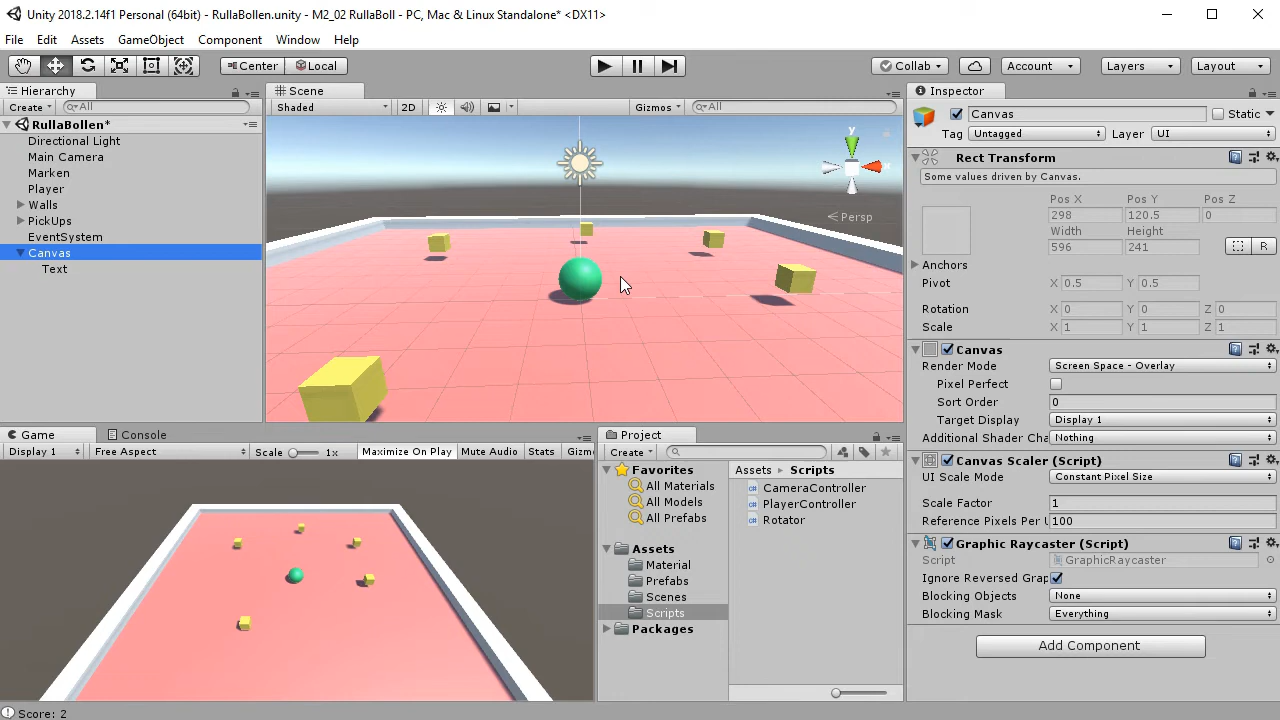 Unity 2018.2.14f1 Personal (64bit) - RullaBollen.unity - M2_02 RullaBoll - PC, Mac & Linux Standalone* <DX11>
File Edit Assets GameObject Component Window Help
Center Local Collab Account Layers Layout
Hierarchy
Create All
RullaBollen*
Directional Light
Main Camera
Marken
Player
Walls
PickUps
EventSystem
Canvas
Text
Scene
Shaded 2D Gizmos All
y
x
Persp
Game Console
Display 1 Free Aspect Scale 1x Maximize On Play Mute Audio Stats Gizm
Project
Create
Favorites
All Materials
All Models
All Prefabs
Assets
Material
Prefabs
Scenes
Scripts
Packages
Assets Scripts
CameraController
PlayerController
Rotator
Inspector
Canvas Static
Tag Untagged Layer UI
Rect Transform
Some values driven by Canvas.
Pos X Pos Y Pos Z
298 120.5 0
Width Height
596 241 R
Anchors
Pivot X 0.5 Y 0.5
Rotation X 0 Y 0 Z 0
Scale X 1 Y 1 Z 1
Canvas
Render Mode Screen Space - Overlay
Pixel Perfect
Sort Order 0
Target Display Display 1
Additional Shader Cha Nothing
Canvas Scaler (Script)
UI Scale Mode Constant Pixel Size
Scale Factor 1
Reference Pixels Per U 100
Graphic Raycaster (Script)
Script GraphicRaycaster
Ignore Reversed Grap
Blocking Objects None
Blocking Mask Everything
Add Component
Score: 2